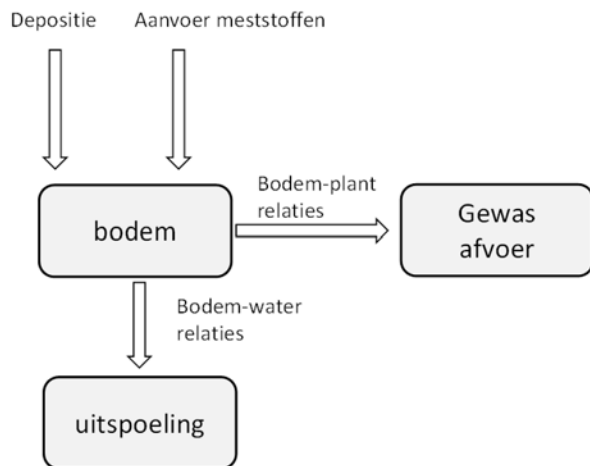 Depositie
Aanvoer meststoffen
Bodem-plant
relaties
bodem
Gewas
afvoer
Bodem-water
relaties
uitspoeling